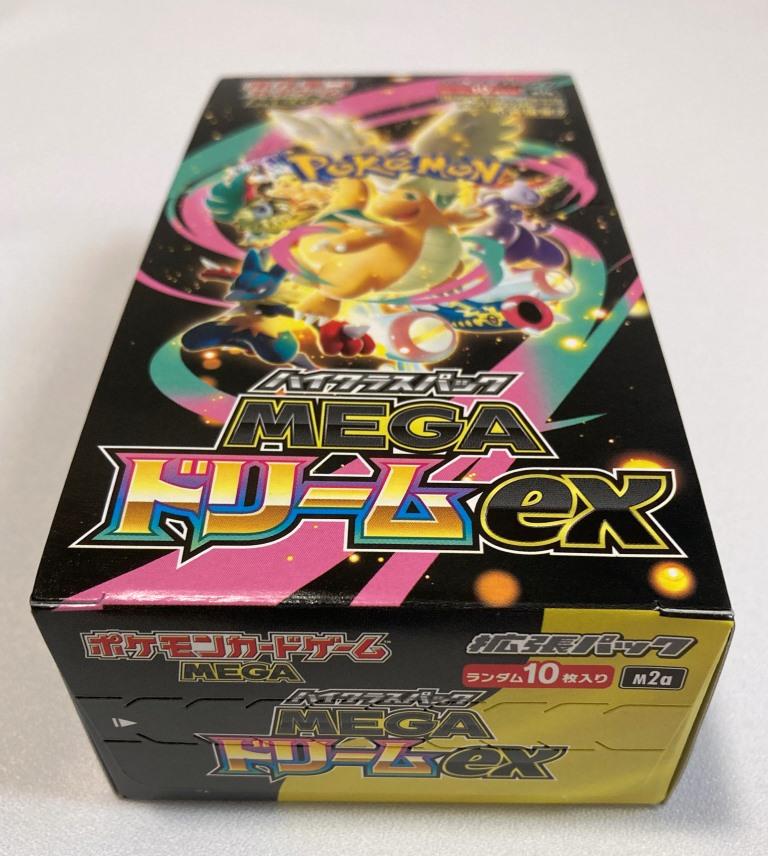 POKÉMON
ハイクラスパック
MEGA
ドリームex
ポケモンカードゲーム
MEGA
拡張パック
ランダム10枚入り
M2a
ハイクラスパック
MEGA
ドリームex